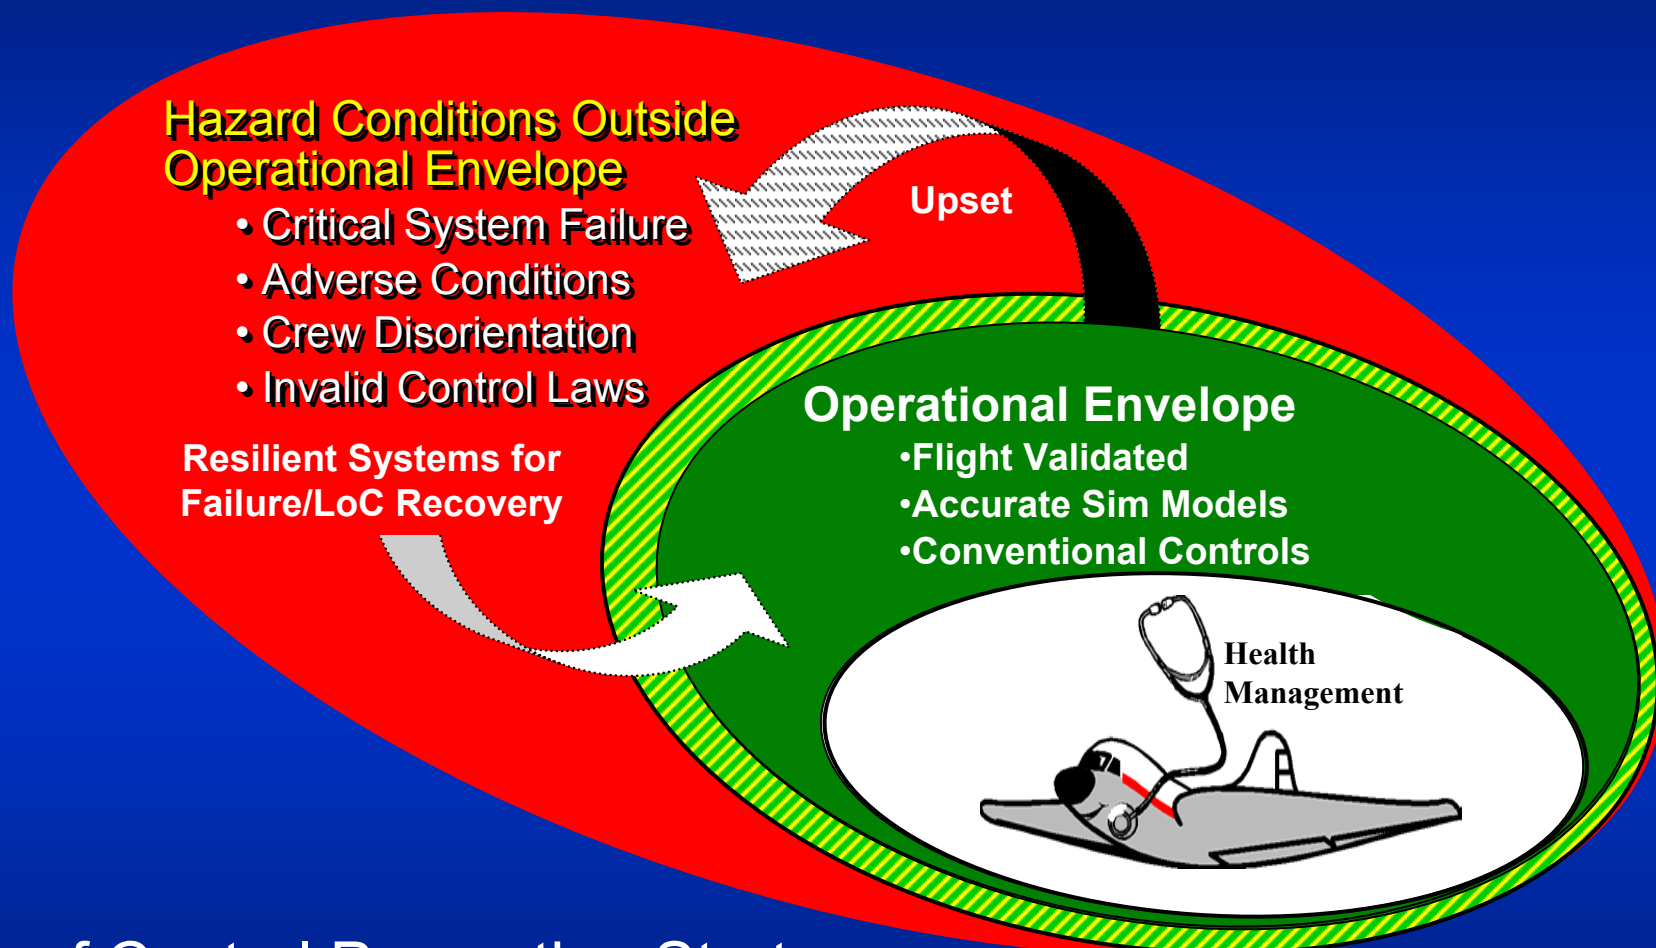 Hazard Conditions Outside
Operational Envelope
• Critical System Failure
• Adverse Conditions
• Crew Disorientation
• Invalid Control Laws
Upset
Resilient Systems for
Failure/LoC Recovery
Operational Envelope
•Flight Validated
•Accurate Sim Models
•Conventional Controls
Health
Management